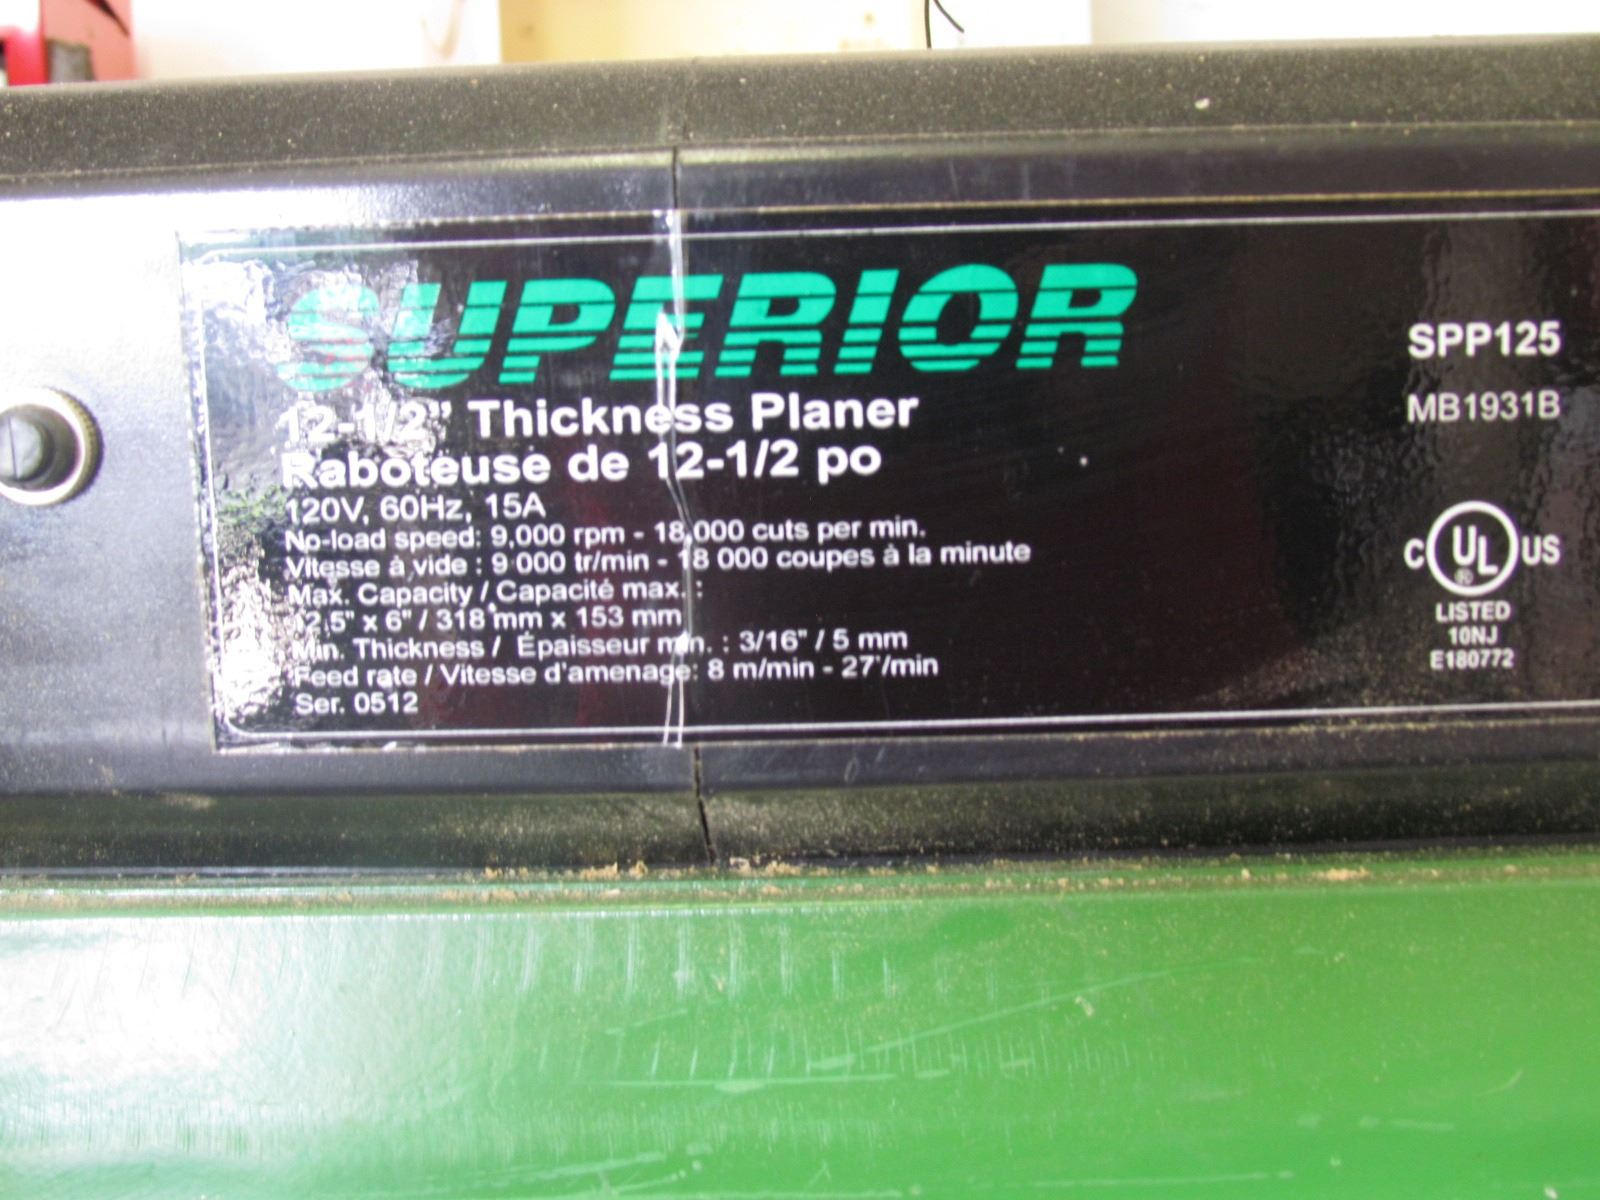 SUPERIOR
12-1/2” Thickness Planer
Raboteuse de 12-1/2 po
120V, 60Hz, 15A
No-load speed: 9,000 rpm - 18,000 cuts per min.
Vitesse à vide : 9 000 tr/min - 18 000 coupes à la minute
Max. Capacity / Capacité max. :
12.5" x 6" / 318 mm x 153 mm
Min. Thickness / Épaisseur min. : 3/16" / 5 mm
Feed rate / Vitesse d'amenage: 8 m/min - 27'/min
Ser. 0512
SPP125
MB1931B
C UL US
®
LISTED
10NJ
E180772